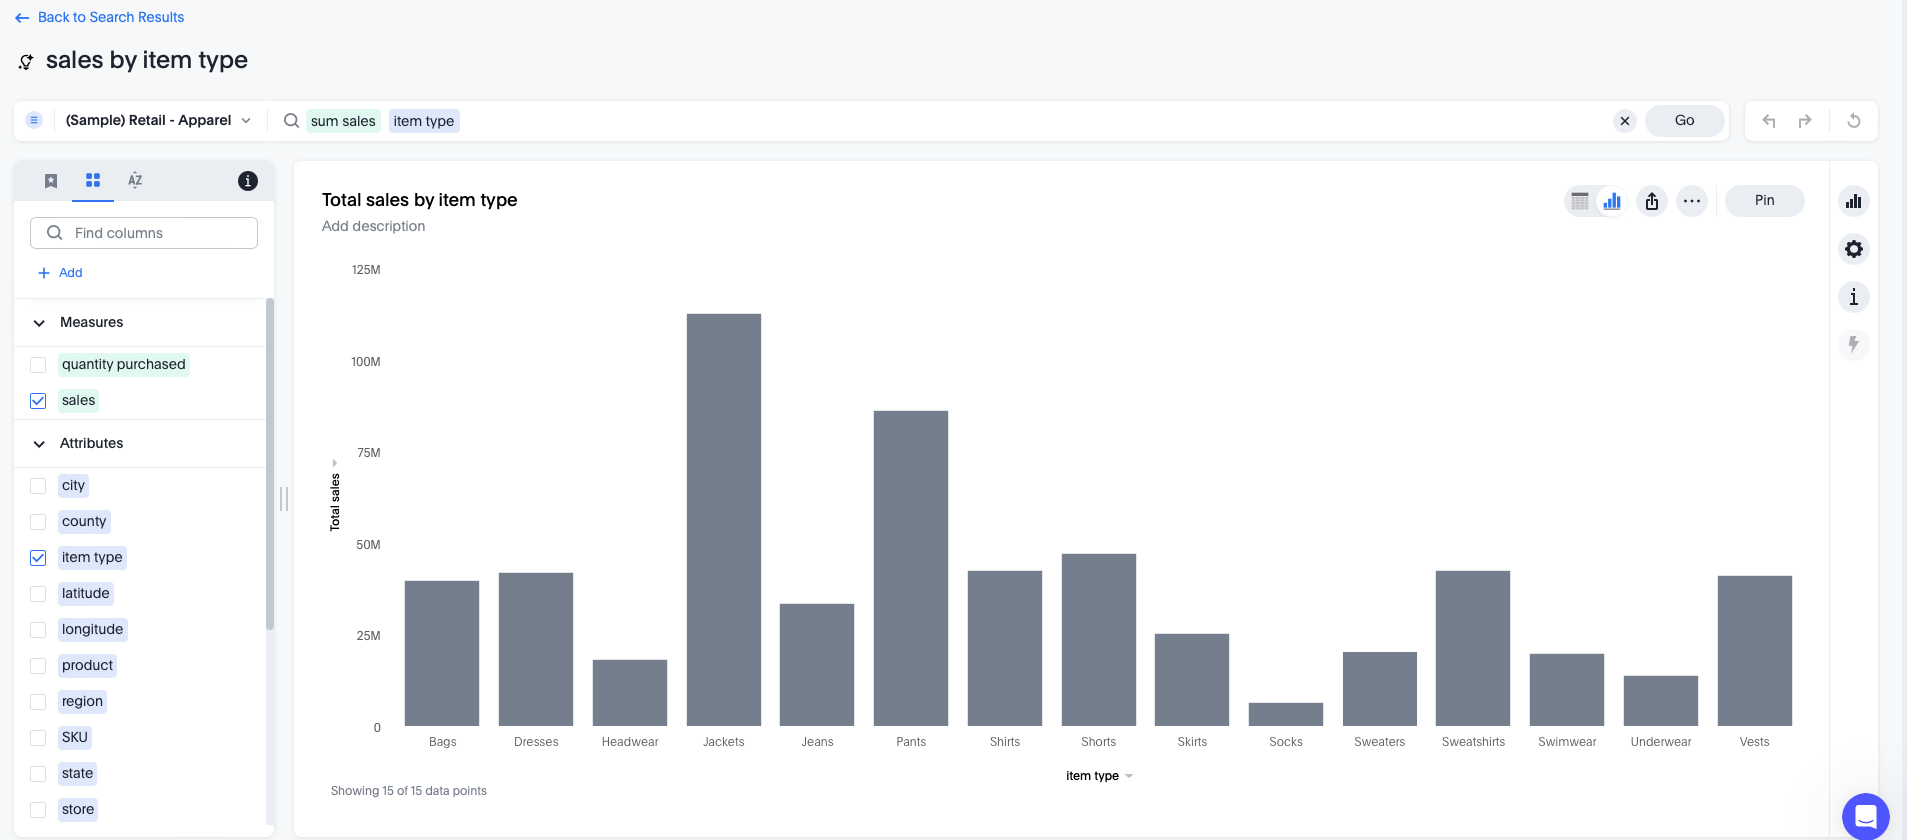 Back to Search Results
sales by item type
(Sample) Retail - Apparel
sum sales item type
Go
Find columns
Add
Measures
quantity purchased
sales
Attributes
city
county
item type
latitude
longitude
product
region
SKU
state
store
Total sales by item type
Add description
Pin
125M
100M
75M
50M
25M
0
Total sales
Bags Dresses Headwear Jackets Jeans Pants Shirts Shorts Skirts Socks Sweaters Sweatshirts Swimwear Underwear Vests
item type
Showing 15 of 15 data points